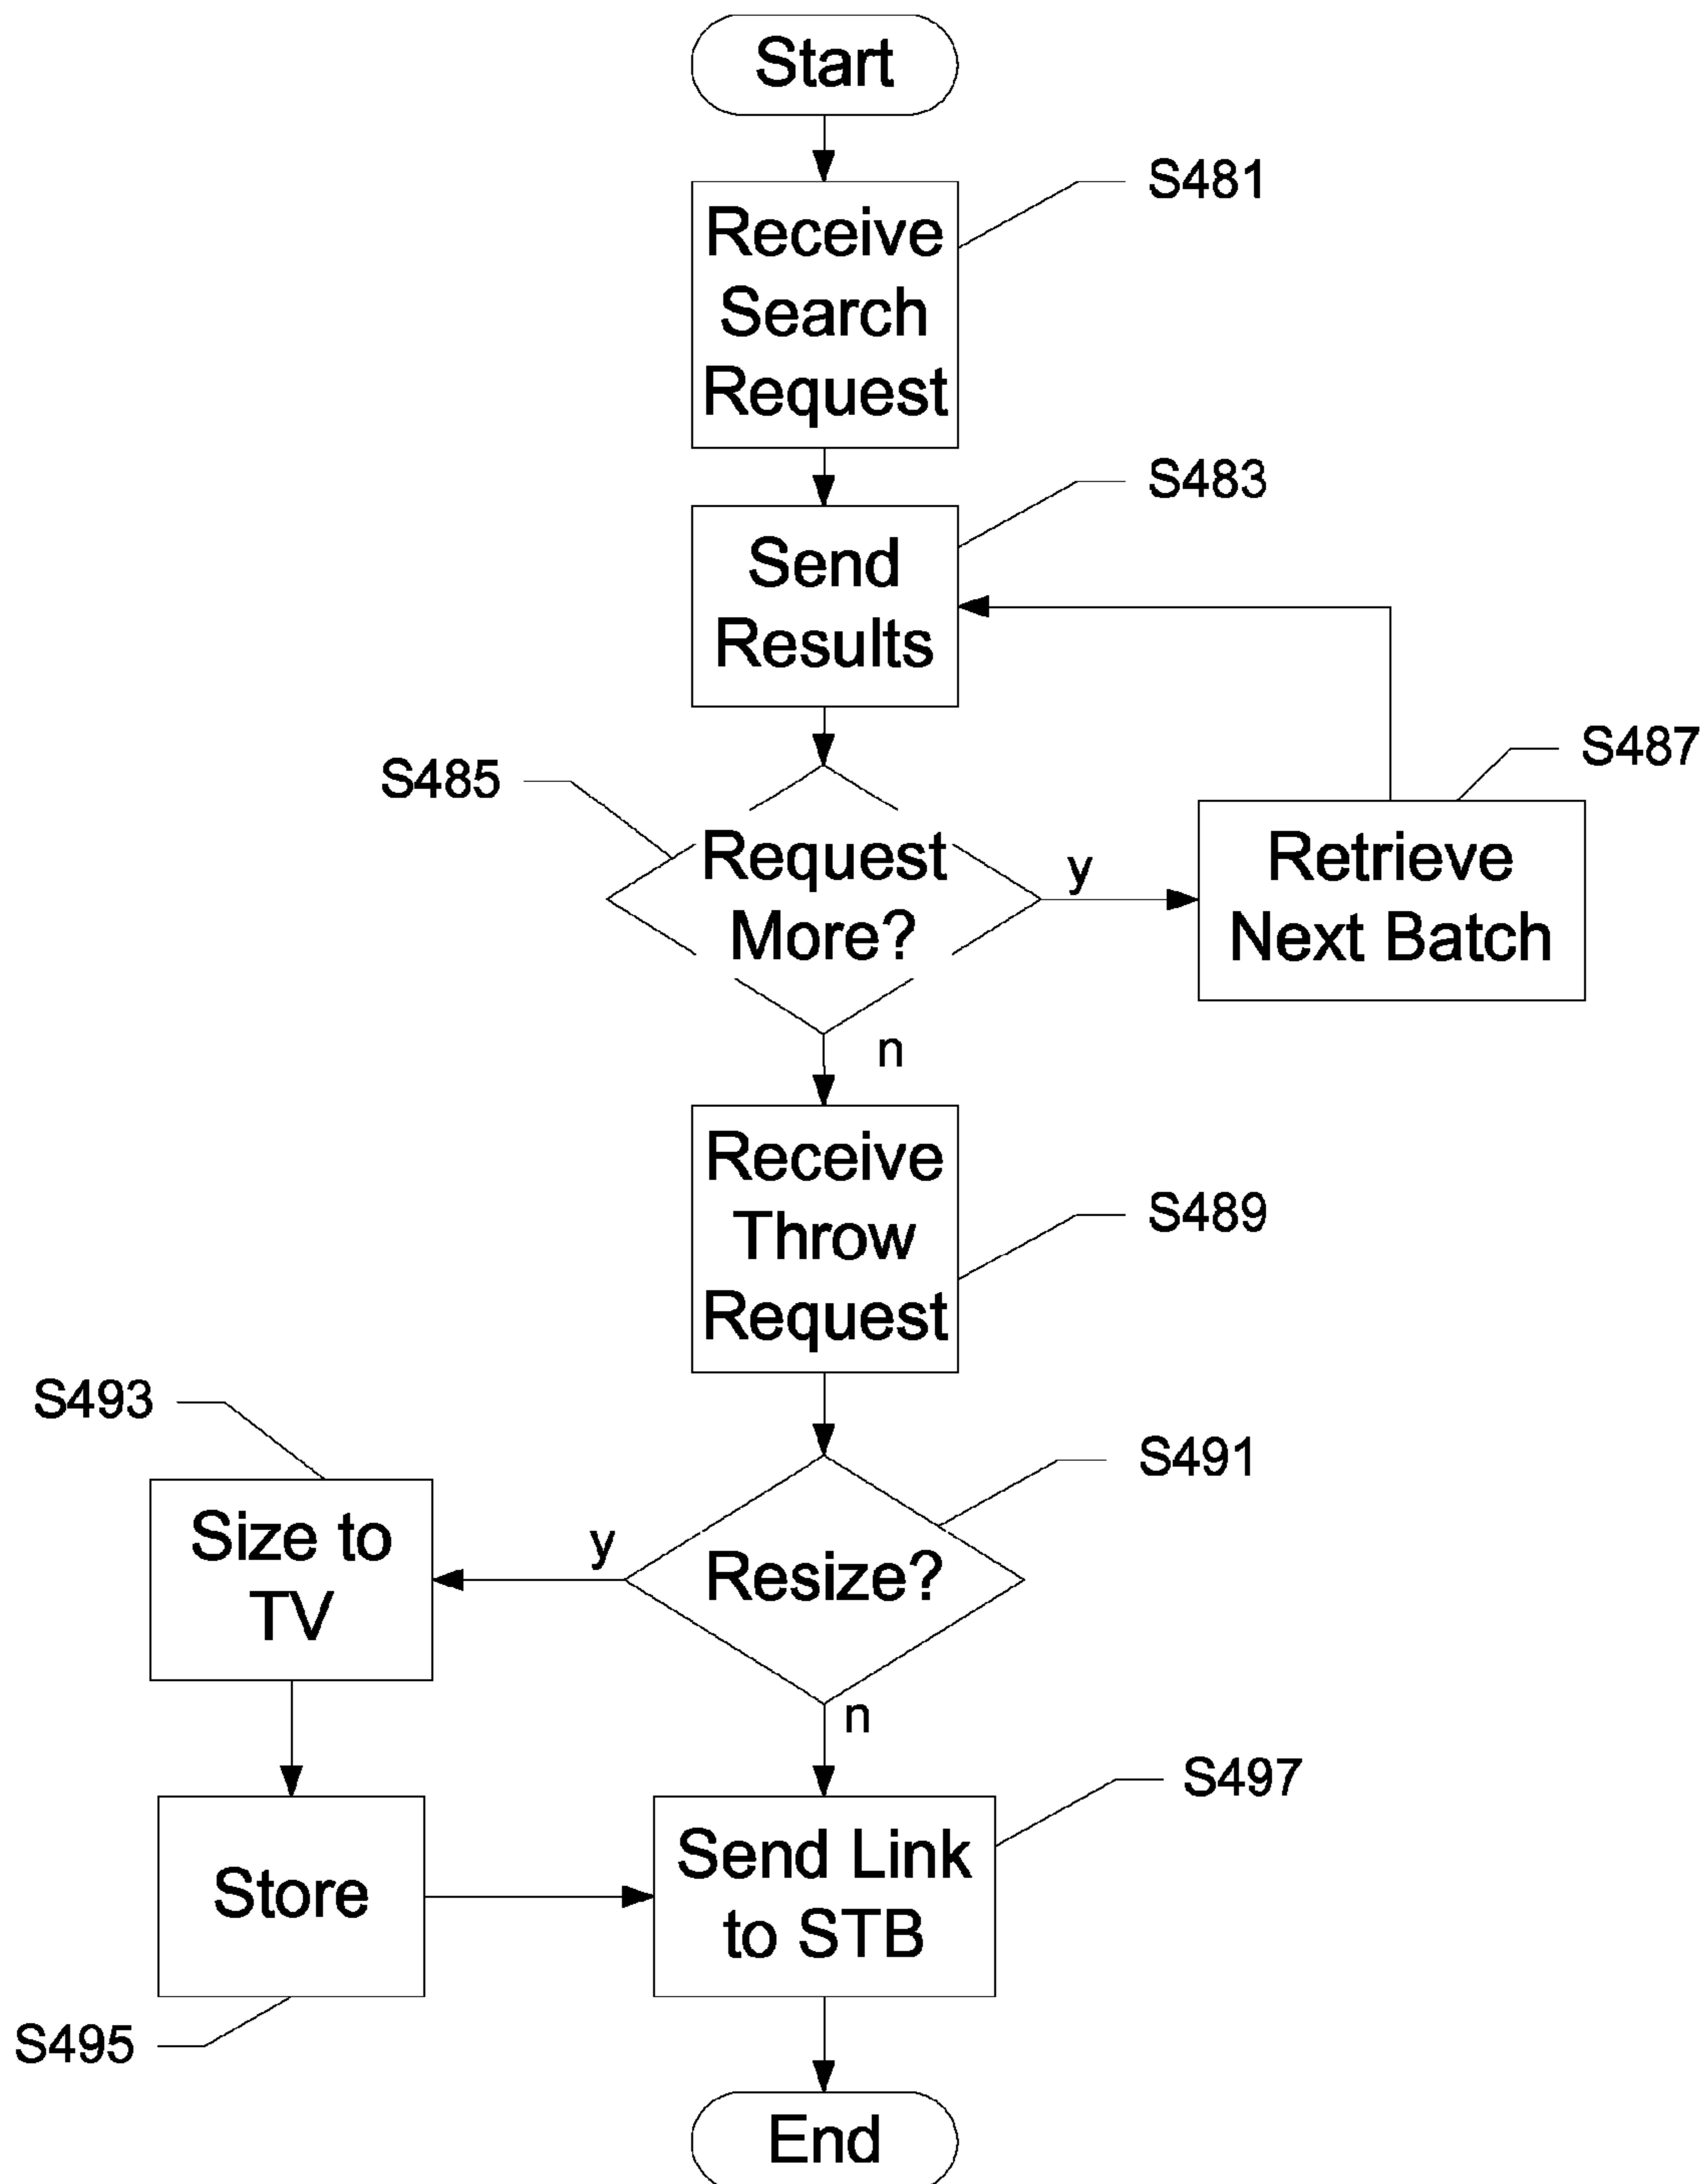 Start
S481
Receive
Search
Request
S483
Send
Results
S485
Request
More?
y
S487
Retrieve
Next Batch
n
Receive
Throw
Request
S489
S493
S491
Size to
TV
y
Resize?
n
S497
Store
Send Link
to STB
S495
End